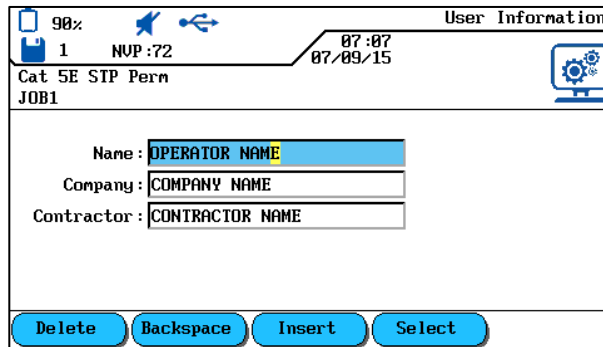 90% User Information
1 NVP:72 07:07
07/09/15
Cat 5E STP Perm
JOB1
Name: OPERATOR NAME
Company: COMPANY NAME
Contractor: CONTRACTOR NAME
Delete Backspace Insert Select